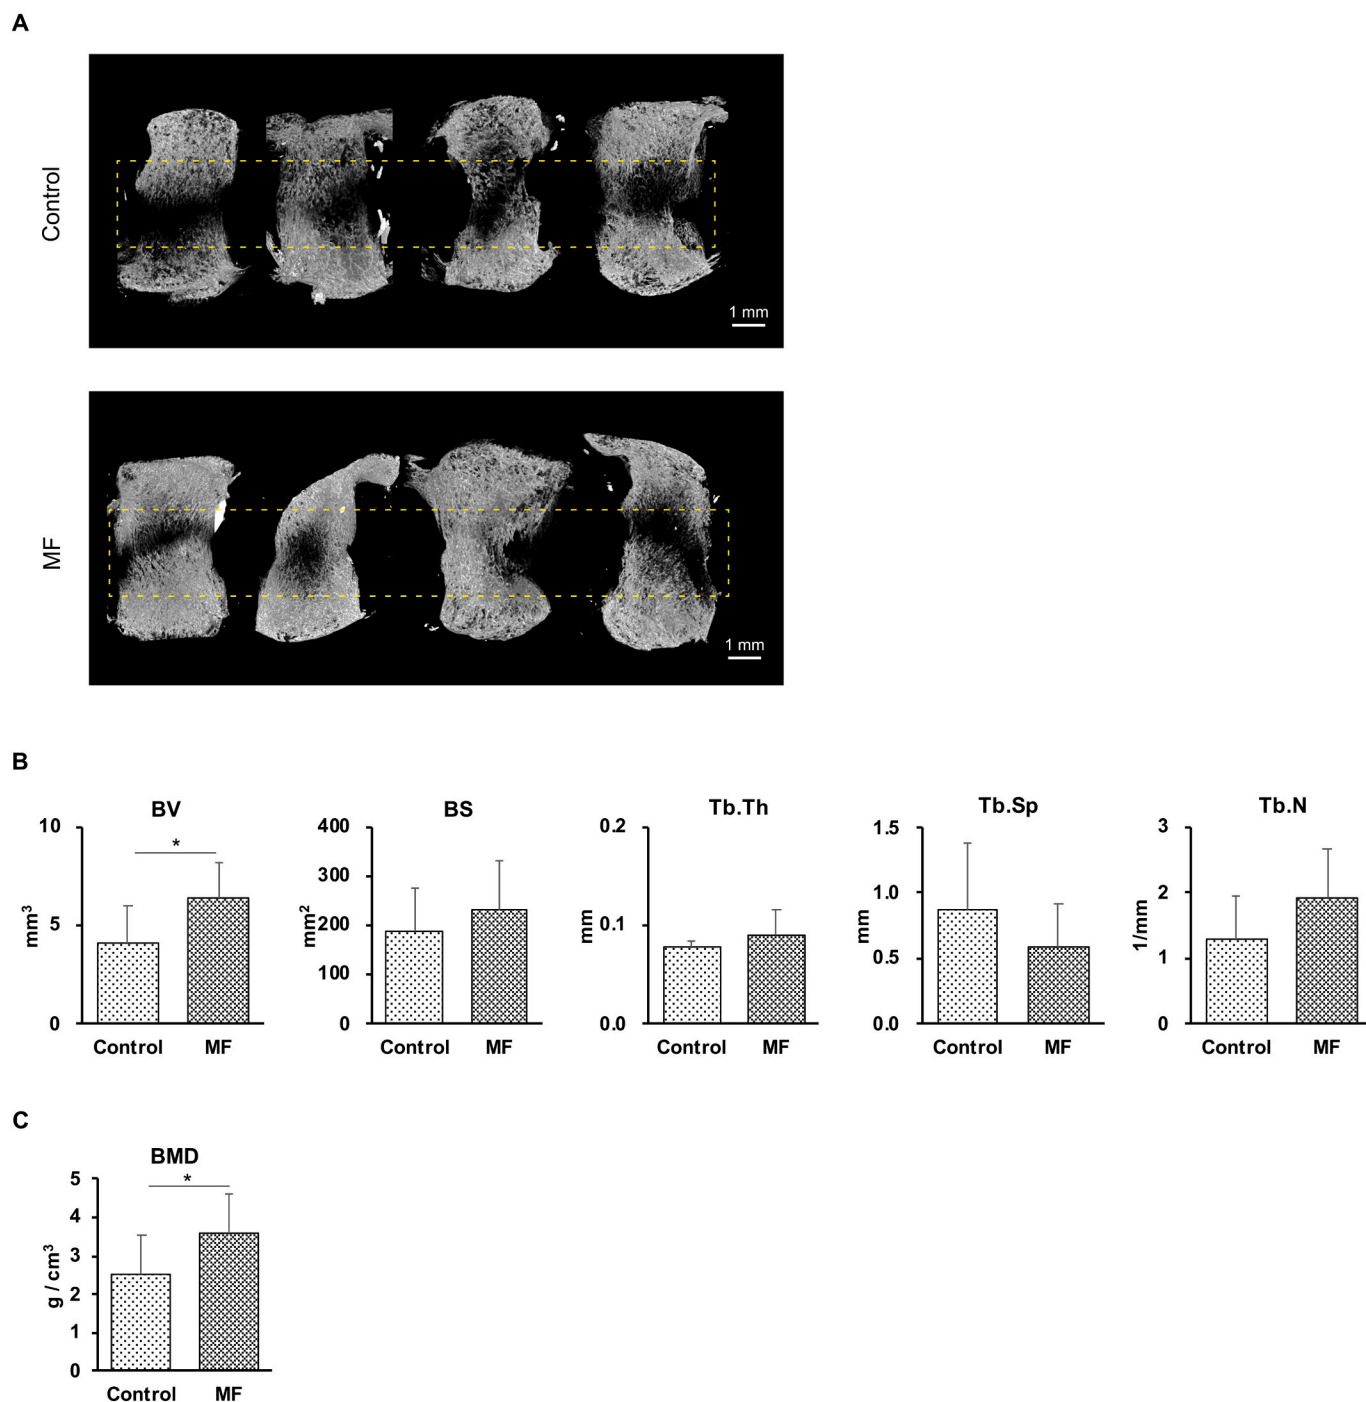 A
Control
1 mm
MF
1 mm
B
BV
10
5
0
mm³
*
Control MF
BS
400
300
200
100
0
mm²
Control MF
Tb.Th
0.2
0.1
0.0
mm
Control MF
Tb.Sp
1.5
1.0
0.5
0.0
mm
Control MF
Tb.N
3
2
1
0
1/mm
Control MF
C
BMD
5
4
3
2
1
0
g / cm³
*
Control MF